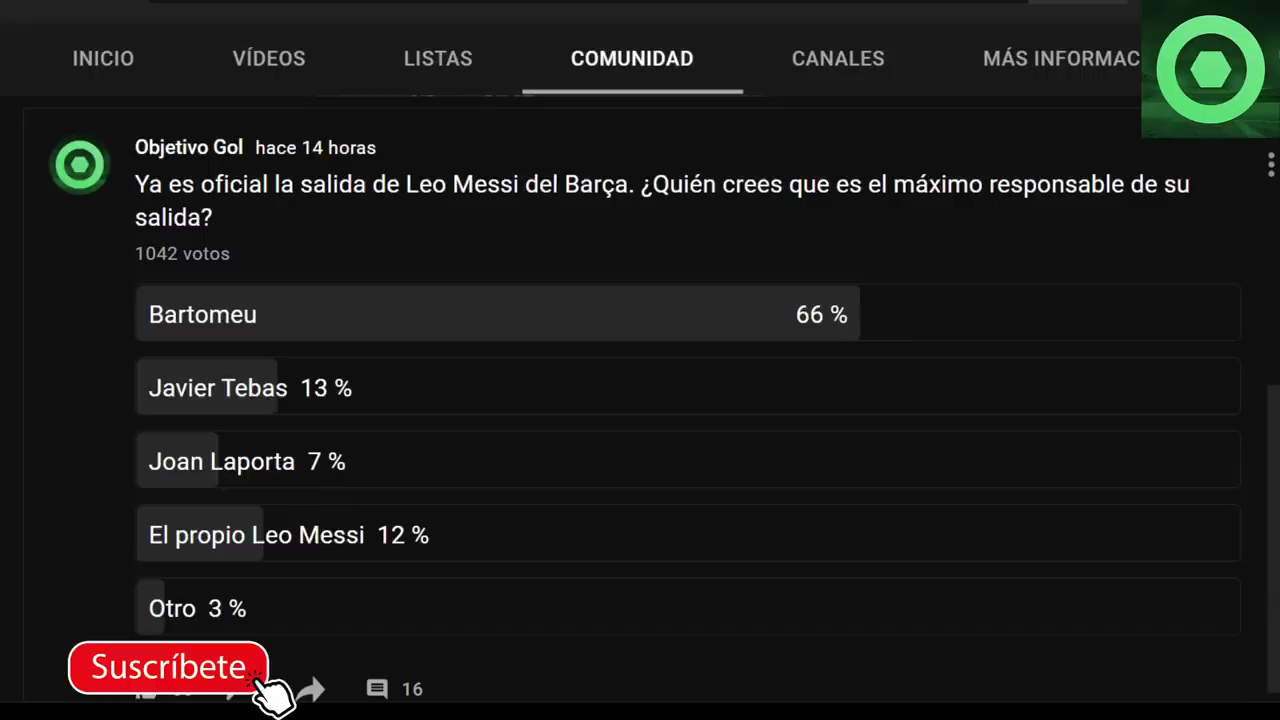 INICIO VÍDEOS LISTAS COMUNIDAD CANALES MÁS INFORMAC
Objetivo Gol hace 14 horas
Ya es oficial la salida de Leo Messi del Barça. ¿Quién crees que es el máximo responsable de su
salida?
1042 votos
Bartomeu 66 %
Javier Tebas 13 %
Joan Laporta 7 %
El propio Leo Messi 12 %
Otro 3 %
Suscríbete
16